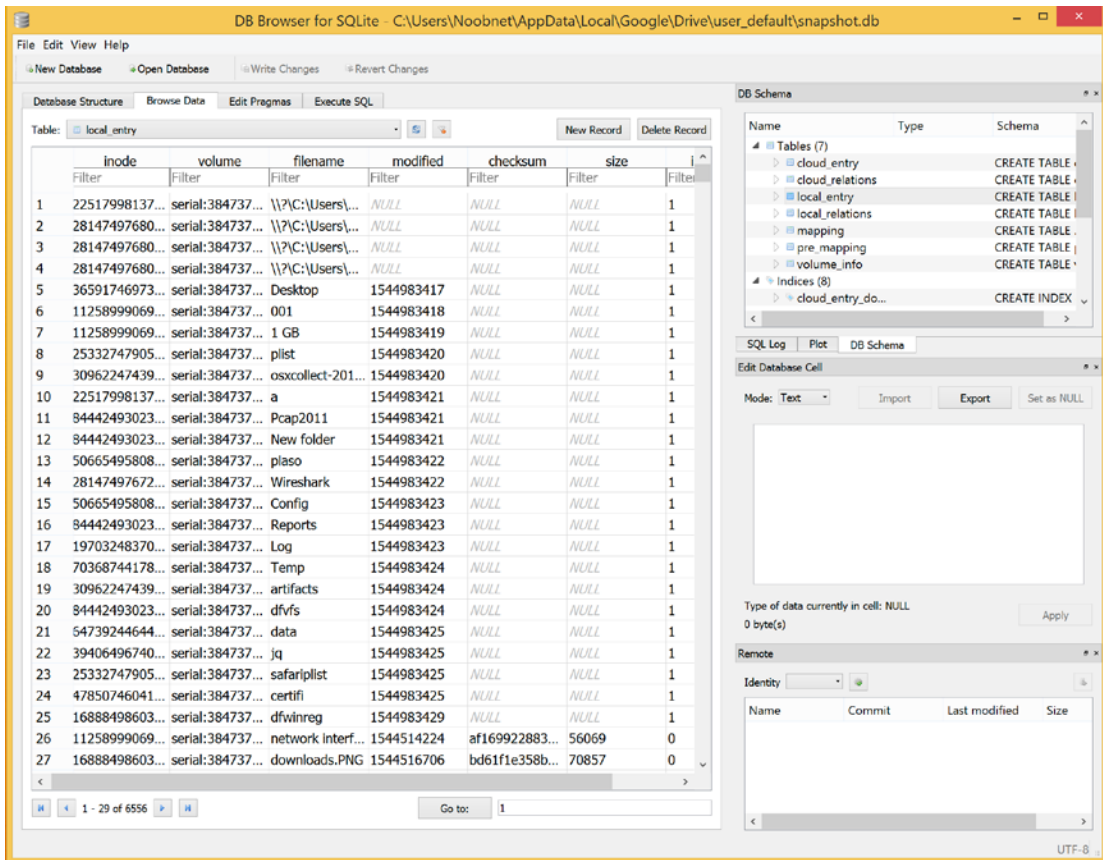 DB Browser for SQLite - C:\Users\Noobnet\AppData\Local\Google\Drive\user_default\snapshot.db
File Edit View Help
New Database Open Database Write Changes Revert Changes
Database Structure Browse Data Edit Pragmas Execute SQL
Table: local_entry New Record Delete Record
inode volume filename modified checksum size
Filter Filter Filter Filter Filter Filter Filter
1 22517998137... serial:384737... \\?\C:\Users\... NULL NULL NULL 1
2 28147497680... serial:384737... \\?\C:\Users\... NULL NULL NULL 1
3 28147497680... serial:384737... \\?\C:\Users\... NULL NULL NULL 1
4 28147497680... serial:384737... \\?\C:\Users\... NULL NULL NULL 1
5 36591746973... serial:384737... Desktop 1544983417 NULL NULL 1
6 11258999069... serial:384737... 001 1544983418 NULL NULL 1
7 11258999069... serial:384737... 1 GB 1544983419 NULL NULL 1
8 25332747905... serial:384737... plist 1544983420 NULL NULL 1
9 30962247439... serial:384737... osxcollect-201... 1544983420 NULL NULL 1
10 22517998137... serial:384737... a 1544983421 NULL NULL 1
11 84442493023... serial:384737... Pcap2011 1544983421 NULL NULL 1
12 84442493023... serial:384737... New folder 1544983421 NULL NULL 1
13 50665495808... serial:384737... plaso 1544983422 NULL NULL 1
14 28147497672... serial:384737... Wireshark 1544983422 NULL NULL 1
15 50665495808... serial:384737... Config 1544983423 NULL NULL 1
16 84442493023... serial:384737... Reports 1544983423 NULL NULL 1
17 19703248370... serial:384737... Log 1544983423 NULL NULL 1
18 70368744178... serial:384737... Temp 1544983424 NULL NULL 1
19 30962247439... serial:384737... artifacts 1544983424 NULL NULL 1
20 84442493023... serial:384737... dfvfs 1544983424 NULL NULL 1
21 64739244644... serial:384737... data 1544983425 NULL NULL 1
22 39406496740... serial:384737... jq 1544983425 NULL NULL 1
23 25332747905... serial:384737... safariplist 1544983425 NULL NULL 1
24 47850746041... serial:384737... certifi 1544983425 NULL NULL 1
25 16888498603... serial:384737... dfwinreg 1544983429 NULL NULL 1
26 11258999069... serial:384737... network interf... 1544514224 af169922883... 56069 0
27 16888498603... serial:384737... downloads.PNG 1544516706 bd61f1e358b... 70857 0
1 - 29 of 6556 Go to: 1
DB Schema
Name Type Schema
Tables (7)
cloud_entry CREATE TABLE
cloud_relations CREATE TABLE
local_entry CREATE TABLE
local_relations CREATE TABLE
mapping CREATE TABLE
pre_mapping CREATE TABLE
volume_info CREATE TABLE
Indices (8)
cloud_entry_do... CREATE INDEX
SQL Log Plot DB Schema
Edit Database Cell
Mode: Text Import Export Set as NULL
Type of data currently in cell: NULL
0 byte(s) Apply
Remote
Identity
Name Commit Last modified Size
UTF-8